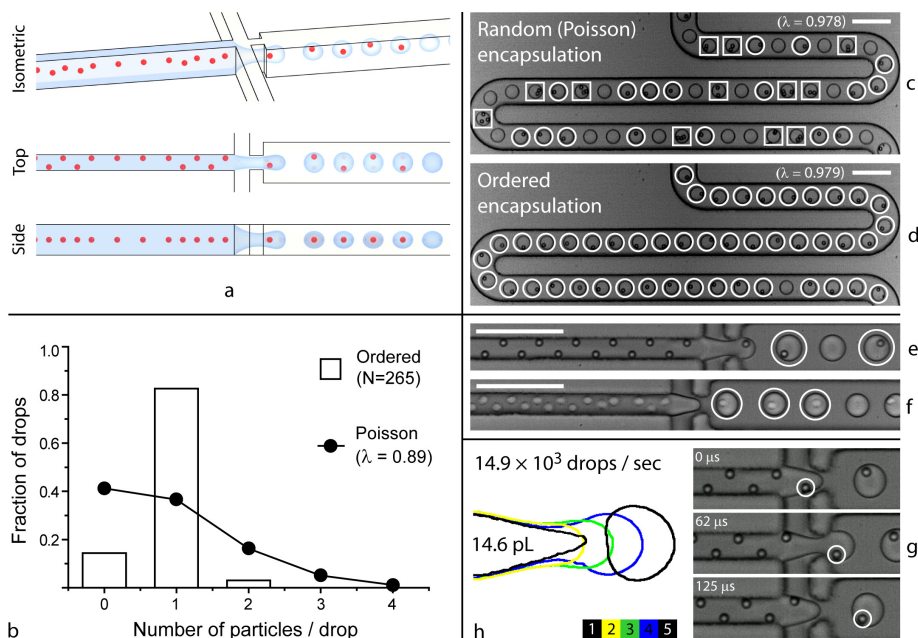 Isometric
Top
Side
a
Random (Poisson)
encapsulation
(λ = 0.978)
c
Ordered
encapsulation
(λ = 0.979)
d
e
f
Fraction of drops
1.0
0.8
0.6
0.4
0.2
0 1 2 3 4
Number of particles / drop
Ordered
(N=265)
Poisson
(λ = 0.89)
b
14.9 × 10³ drops / sec
14.6 pL
1 2 3 4 5
h
0 μs
62 μs
125 μs
g